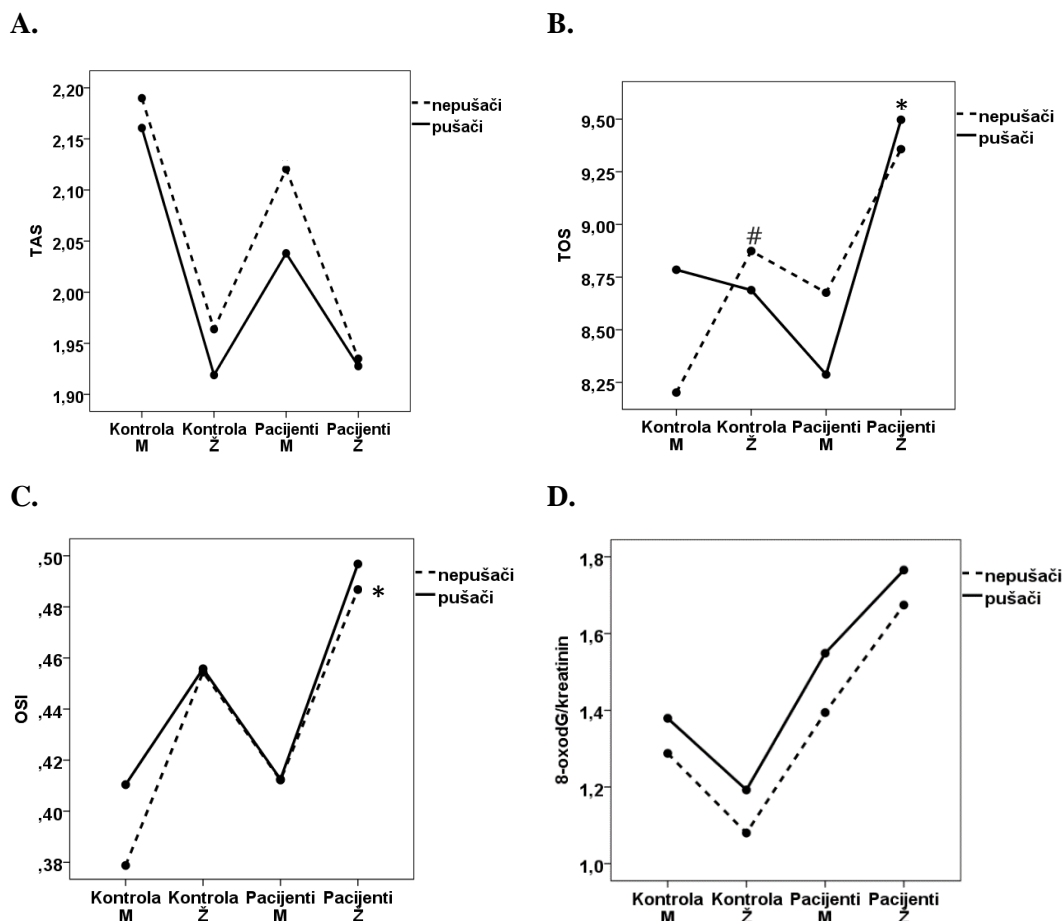 A.
2,20
2,15
2,10
2,05
2,00
1,95
1,90
TAS
Kontrola M
Kontrola Ž
Pacijenti M
Pacijenti Ž
nepušači
pušači
B.
9,50
9,25
9,00
8,75
8,50
8,25
TOS
#
*
Kontrola M
Kontrola Ž
Pacijenti M
Pacijenti Ž
nepušači
pušači
C.
,50
,48
,46
,44
,42
,40
,38
OSI
*
Kontrola M
Kontrola Ž
Pacijenti M
Pacijenti Ž
nepušači
pušači
D.
1,8
1,6
1,4
1,2
1,0
8-oxodG/kreatinin
Kontrola M
Kontrola Ž
Pacijenti M
Pacijenti Ž
nepušači
pušači